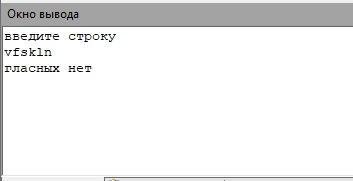 Окно вывода
введите строку
vfskln
гласных нет